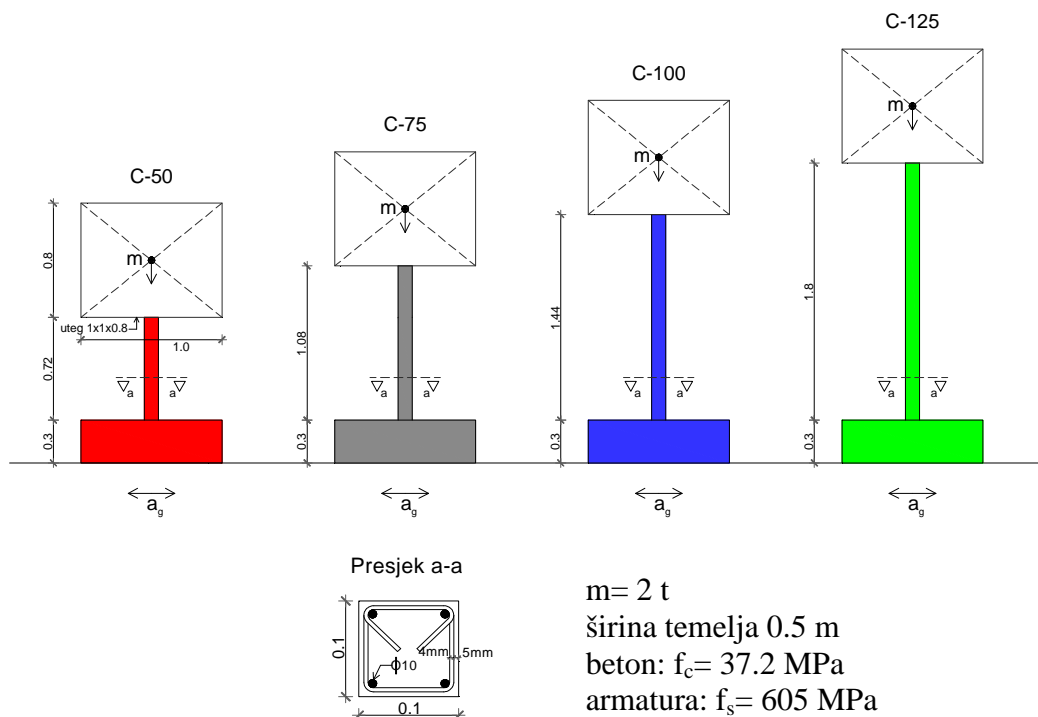 C-125
C-100
C-75
C-50
m
m
m
m
0.8
uteg 1x1x0.8
1.0
0.72
1.08
1.44
1.8
a a
a a
a a
a a
0.3
0.3
0.3
0.3
a_g
a_g
a_g
a_g
Presjek a-a
0.1
4mm 5mm
ϕ10
0.1
m= 2 t
širina temelja 0.5 m
beton: f_c= 37.2 MPa
armatura: f_s= 605 MPa